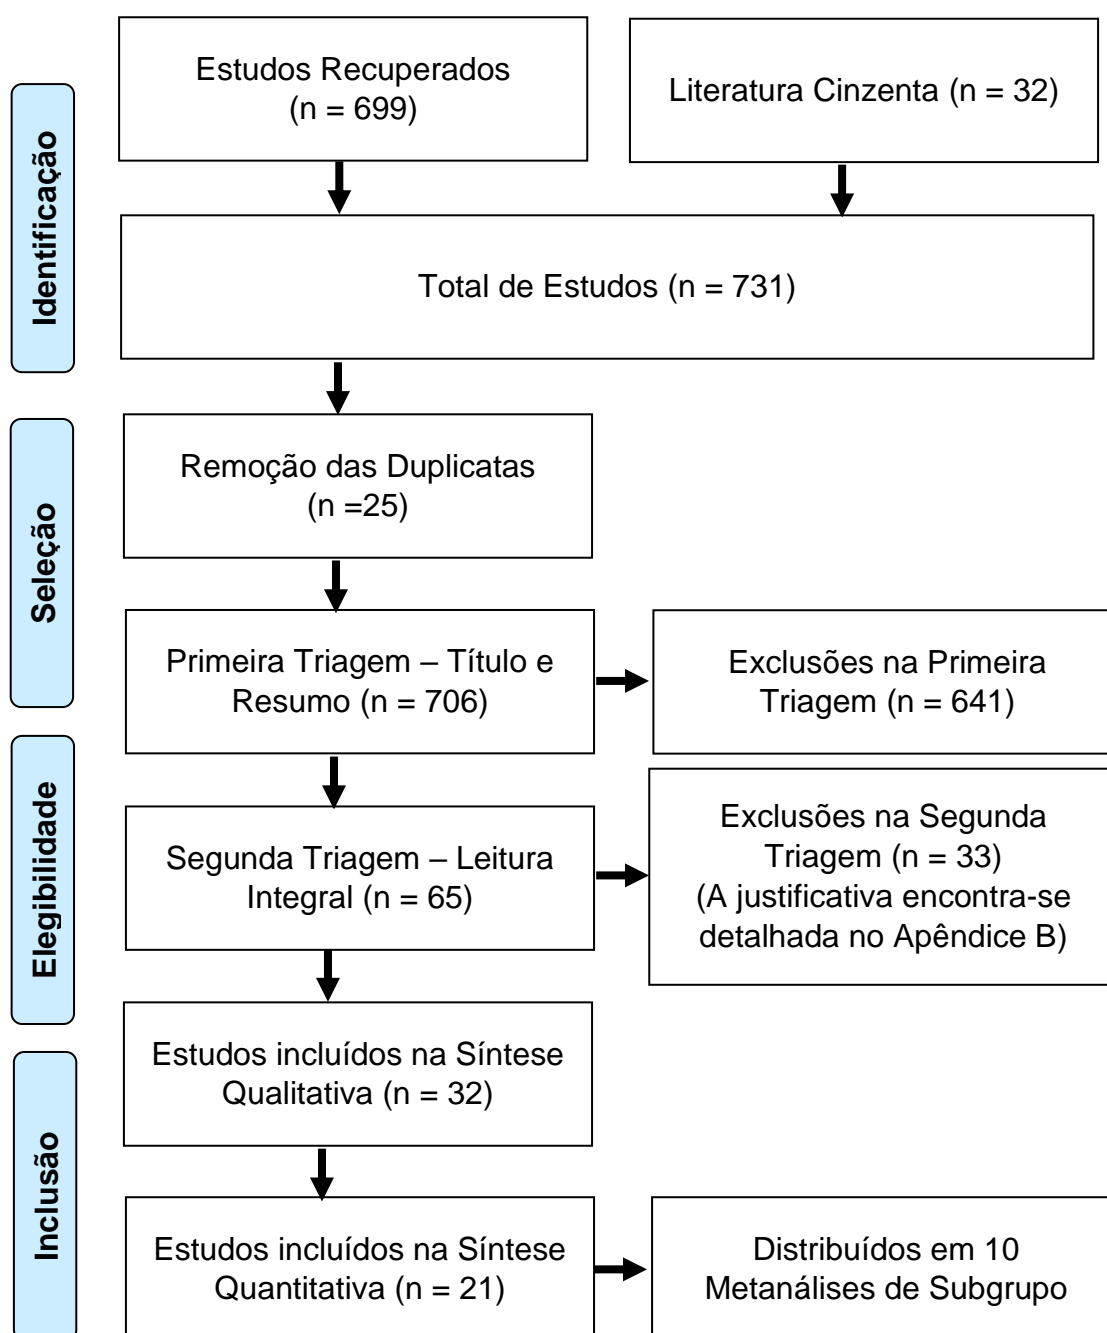 Identificação
Estudos Recuperados
(n = 699)
Literatura Cinzenta (n = 32)
Total de Estudos (n = 731)
Seleção
Remoção das Duplicatas
(n =25)
Primeira Triagem – Título e
Resumo (n = 706)
Exclusões na Primeira
Triagem (n = 641)
Elegibilidade
Segunda Triagem – Leitura
Integral (n = 65)
Exclusões na Segunda
Triagem (n = 33)
(A justificativa encontra-se
detalhada no Apêndice B)
Inclusão
Estudos incluídos na Síntese
Qualitativa (n = 32)
Estudos incluídos na Síntese
Quantitativa (n = 21)
Distribuídos em 10
Metanálises de Subgrupo